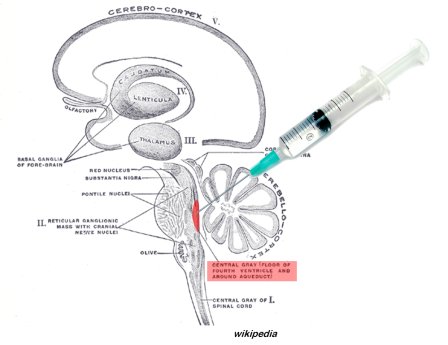 CEREBRO-CORTEX V.
CAUDATUM
IV.
LENTICULA
OLFACTORY
THALAMUS III.
BASAL GANGLIA
OF FORE-BRAIN
RED NUCLEUS
SUBSTANTIA NIGRA
PONTILE NUCLEI
II. RETICULAR GANGLIONIC
MASS WITH CRANIAL
NERVE NUCLEI
OLIVE
CEREBELLO-CORTEX
CENTRAL GRAY (FLOOR OF
FOURTH VENTRICLE AND
AROUND AQUEDUCT)
CENTRAL GRAY OF I.
SPINAL CORD
wikipedia